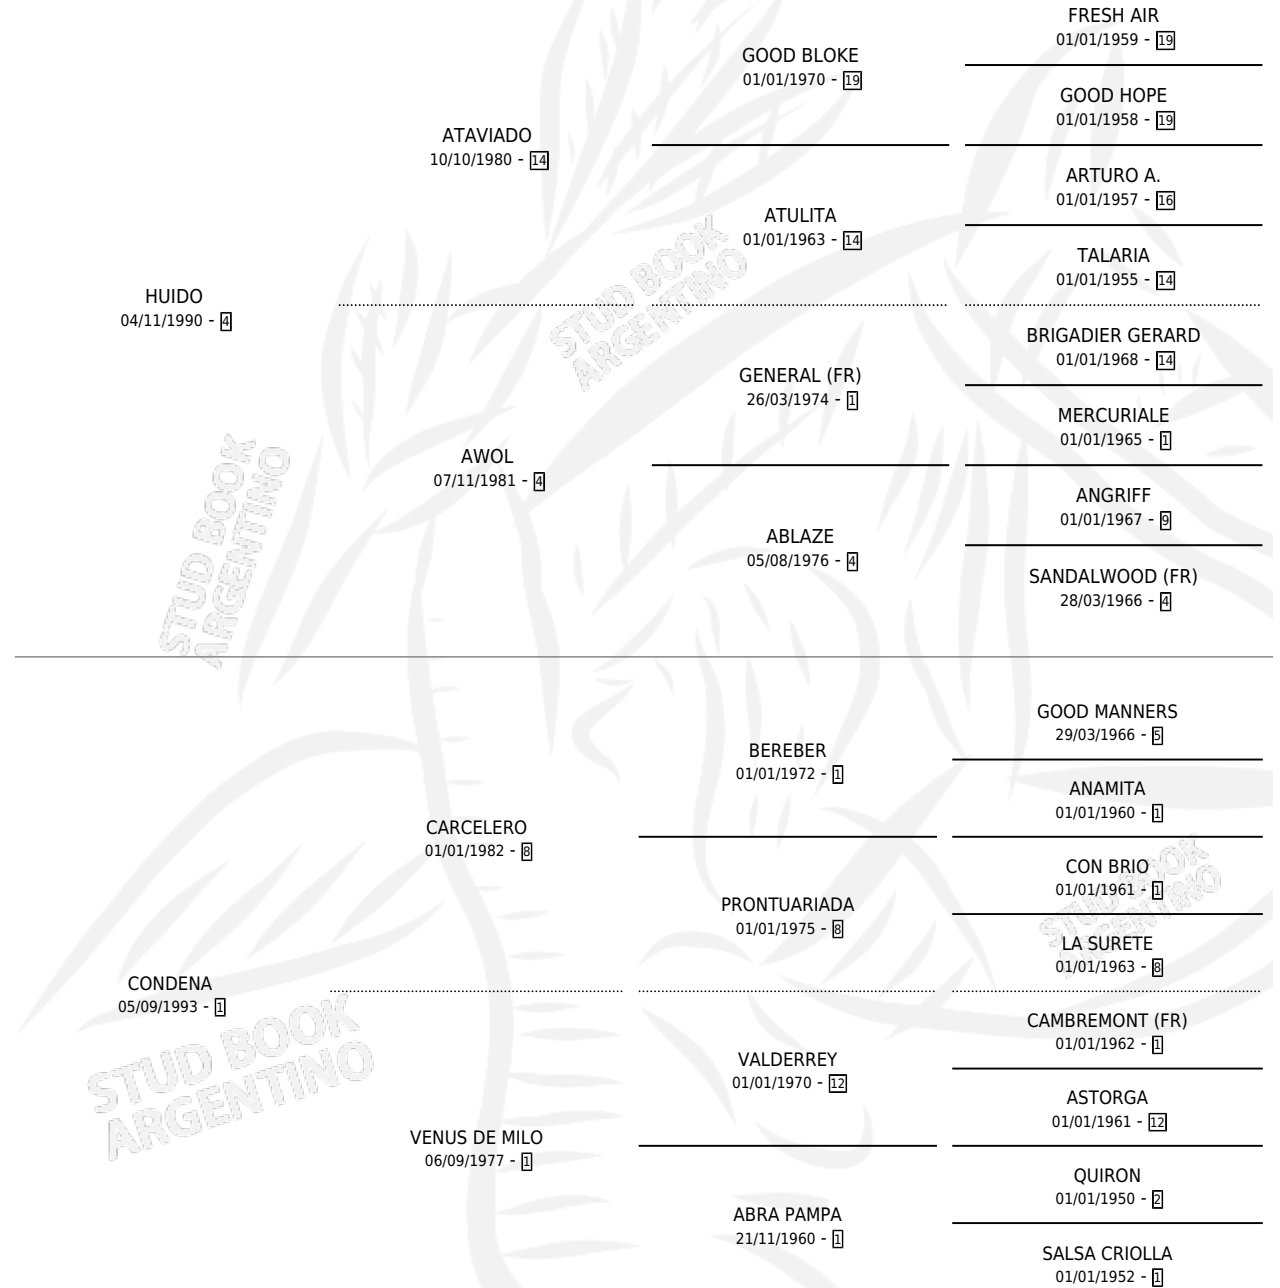 FRESH AIR
01/01/1959 - 19
GOOD BLOKE
01/01/1970 - 19
GOOD HOPE
01/01/1958 - 19
ATAVIADO
10/10/1980 - 14
ARTURO A.
01/01/1957 - 16
ATULITA
01/01/1963 - 14
TALARIA
01/01/1955 - 14
HUIDO
04/11/1990 - 4
BRIGADIER GERARD
01/01/1968 - 14
GENERAL (FR)
26/03/1974 - 1
MERCURIALE
01/01/1965 - 1
AWOL
07/11/1981 - 4
ANGRIFF
01/01/1967 - 9
ABLAZE
05/08/1976 - 4
SANDALWOOD (FR)
28/03/1966 - 4
GOOD MANNERS
29/03/1966 - 5
BEREBER
01/01/1972 - 1
ANAMITA
01/01/1960 - 1
CARCELERO
01/01/1982 - 8
CON BRIO
01/01/1961 - 1
PRONTUARIADA
01/01/1975 - 8
LA SURETE
01/01/1963 - 8
CONDENA
05/09/1993 - 1
CAMBREMONT (FR)
01/01/1962 - 1
VALDERREY
01/01/1970 - 12
ASTORGA
01/01/1961 - 12
VENUS DE MILO
06/09/1977 - 1
QUIRON
01/01/1950 - 2
ABRA PAMPA
21/11/1960 - 1
SALSA CRIOLLA
01/01/1952 - 1
STUD BOOK
ARGENTINO
STUD BOOK
ARGENTINO
STUD BOOK
ARGENTINO
STUD BOOK
ARGENTINO